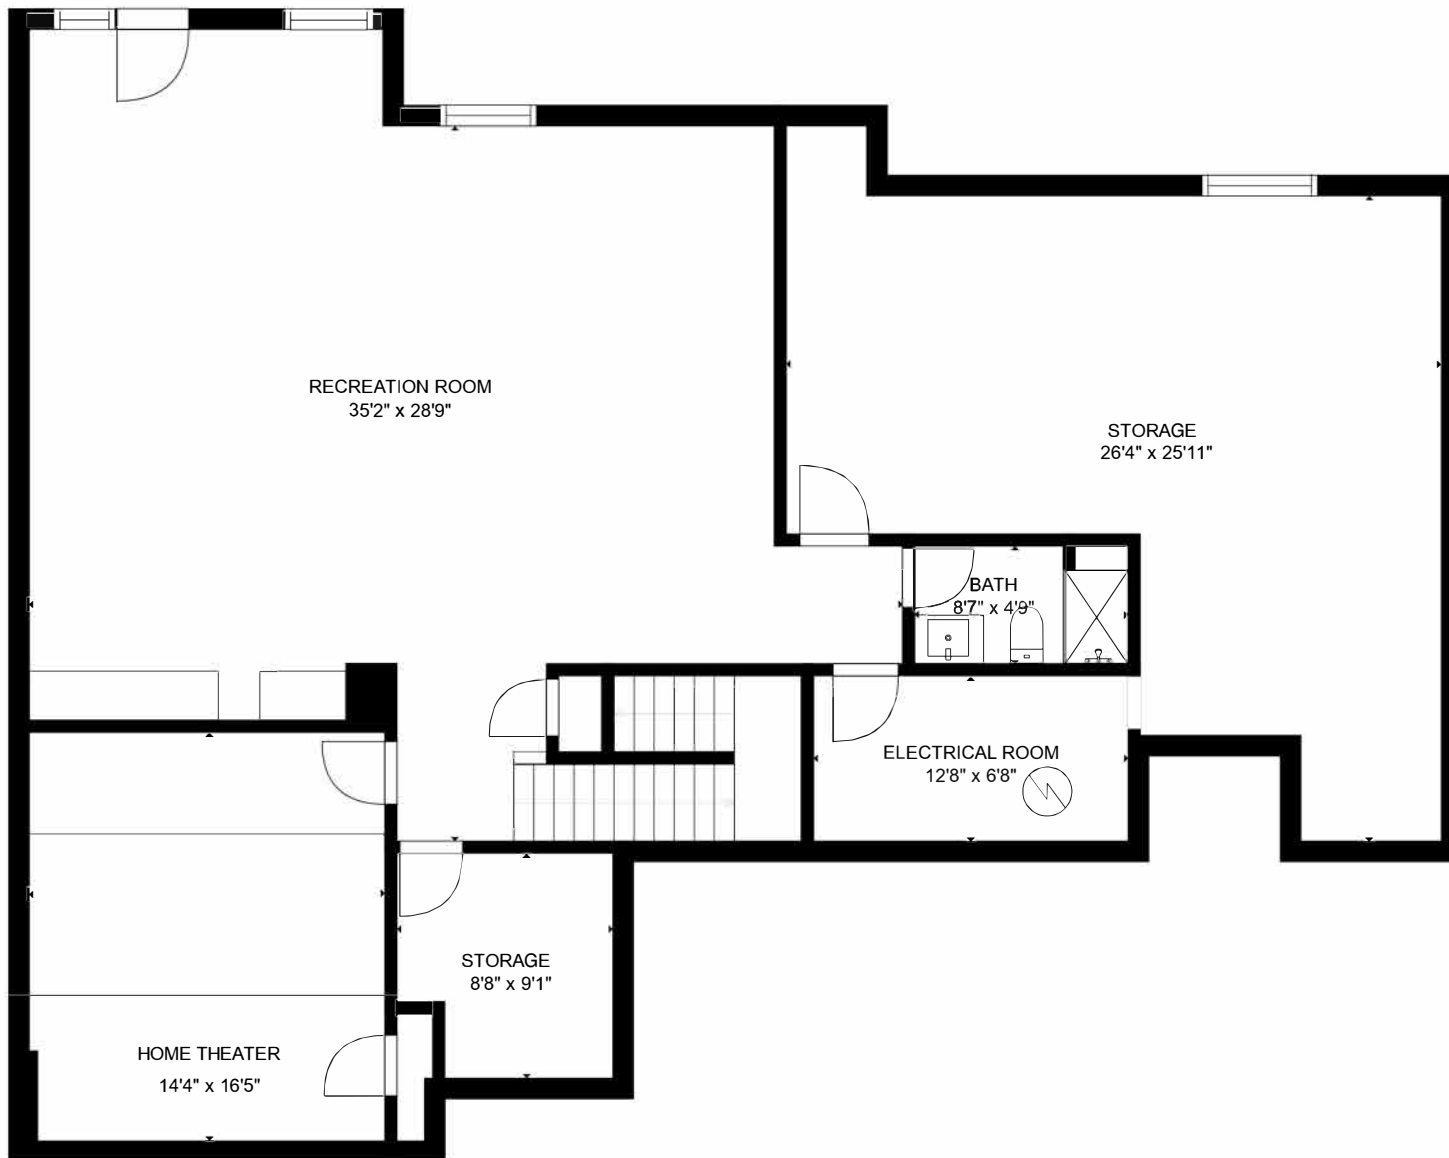 RECREATION ROOM
35'2" x 28'9"
STORAGE
26'4" x 25'11"
BATH
8'7" x 4'9"
ELECTRICAL ROOM
12'8" x 6'8"
STORAGE
8'8" x 9'1"
HOME THEATER
14'4" x 16'5"